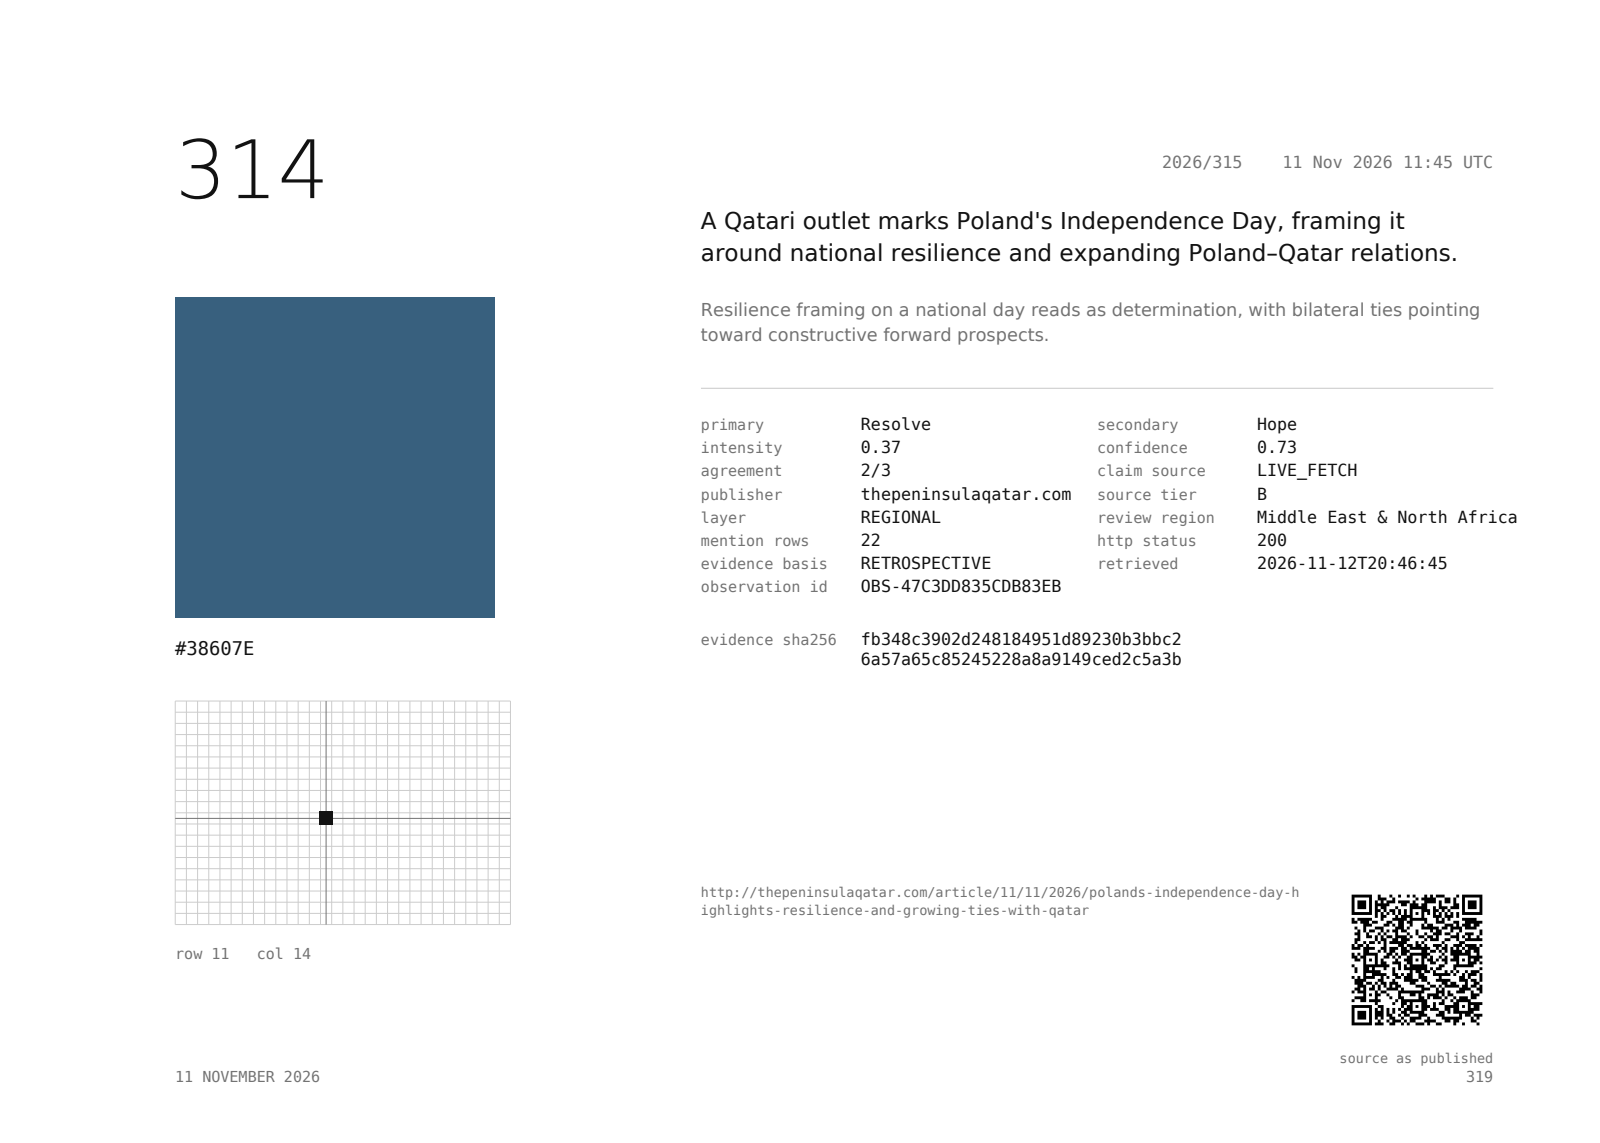 314
2026/315 11 Nov 2026 11:45 UTC
A Qatari outlet marks Poland's Independence Day, framing it
around national resilience and expanding Poland–Qatar relations.
Resilience framing on a national day reads as determination, with bilateral ties pointing
toward constructive forward prospects.
primary Resolve secondary Hope
intensity 0.37 confidence 0.73
agreement 2/3 claim source LIVE_FETCH
publisher thepeninsulaqatar.com source tier B
layer REGIONAL review region Middle East & North Africa
mention rows 22 http status 200
evidence basis RETROSPECTIVE retrieved 2026-11-12T20:46:45
observation id OBS-47C3DD835CDB83EB
evidence sha256 fb348c3902d248184951d89230b3bbc2
6a57a65c85245228a8a9149ced2c5a3b
#38607E
row 11 col 14
http://thepeninsulaqatar.com/article/11/11/2026/polands-independence-day-h
ighlights-resilience-and-growing-ties-with-qatar
source as published
11 NOVEMBER 2026
319